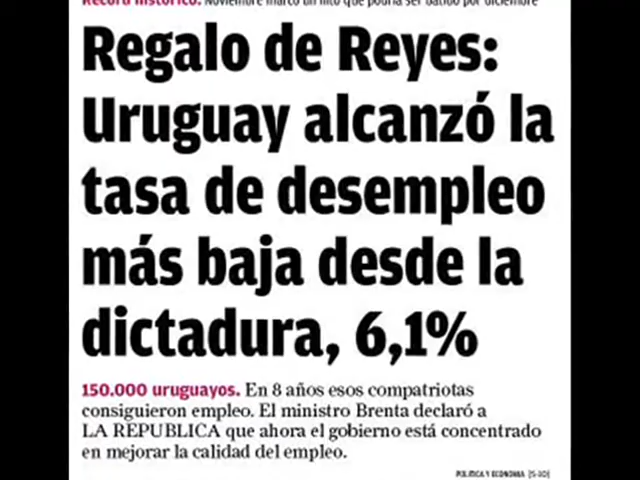 Récord histórico. Noviembre marcó un hito que podría ser batido por diciembre
Regalo de Reyes:
Uruguay alcanzó la
tasa de desempleo
más baja desde la
dictadura, 6,1%
150.000 uruguayos. En 8 años esos compatriotas
consiguieron empleo. El ministro Brenta declaró a
LA REPUBLICA que ahora el gobierno está concentrado
en mejorar la calidad del empleo.
POLITICA Y ECONOMIA [5-10]